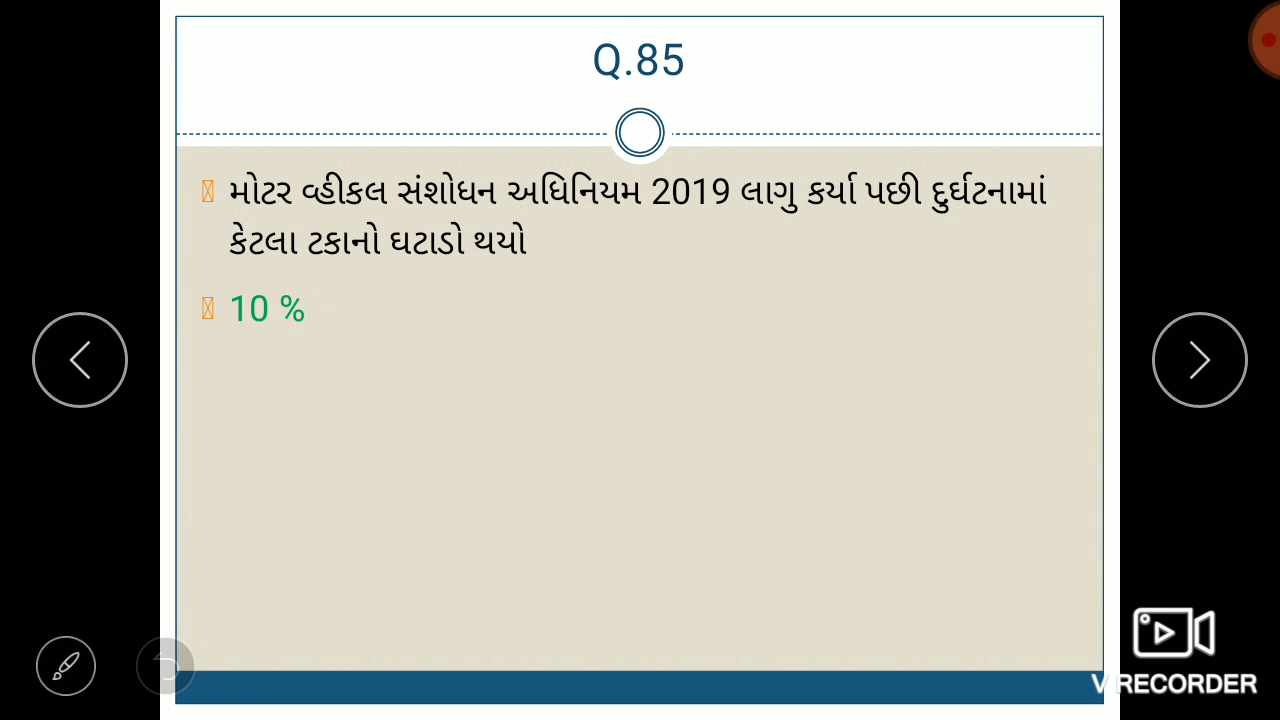 Q.85
મોટર વ્હીકલ સંશોધન અધિનિયમ 2019 લાગુ કર્યા પછી દુર્ઘટનામાં
કેટલા ટકાનો ઘટાડો થયો
10 %
V RECORDER